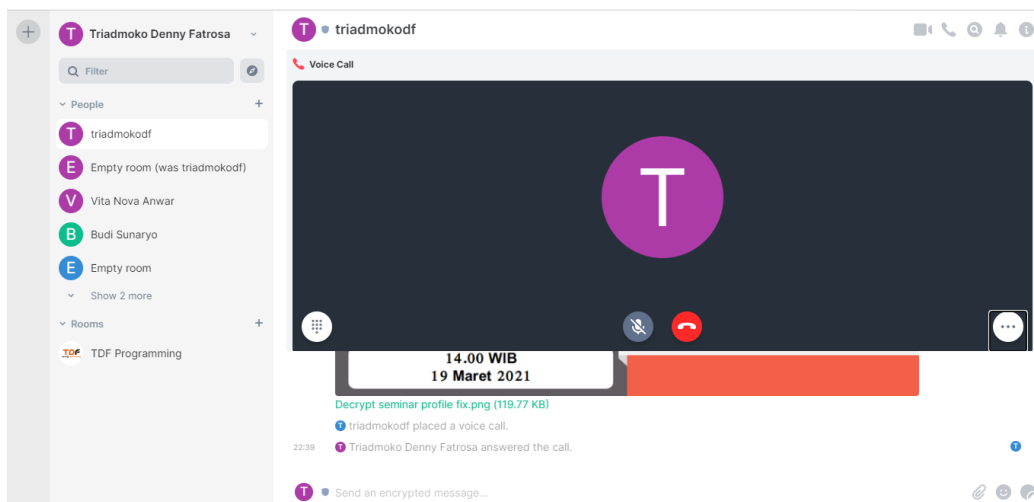 T Triadmoko Denny Fatrosa
Filter
People
T triadmokodf
E Empty room (was triadmokodf)
V Vita Nova Anwar
B Budi Sunaryo
E Empty room
Show 2 more
Rooms
TDF TDF Programming
T triadmokodf
Voice Call
T
14.00 WIB
19 Maret 2021
Decrypt seminar profile fix.png (119.77 KB)
T triadmokodf placed a voice call.
22:39 T Triadmoko Denny Fatrosa answered the call.
T
T Send an encrypted message...